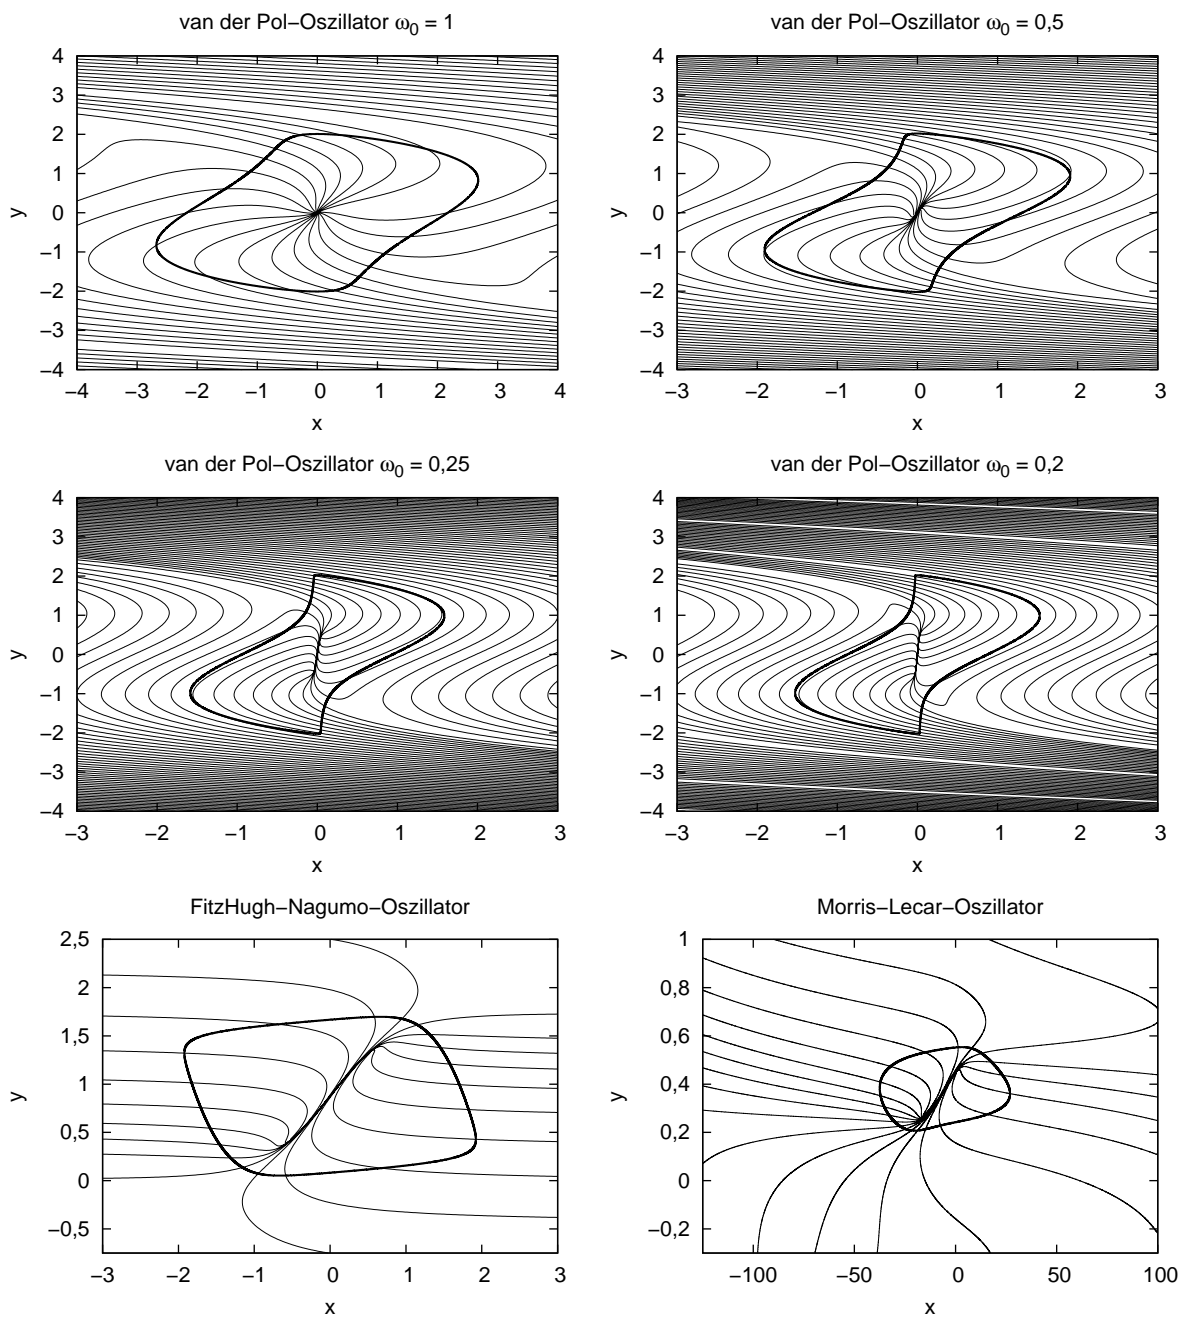 van der Pol−Oszillator ω0 = 1
4
3
2
1
0
−1
−2
−3
−4
−4 −3 −2 −1 0 1 2 3 4
x
y
van der Pol−Oszillator ω0 = 0,5
4
3
2
1
0
−1
−2
−3
−4
−3 −2 −1 0 1 2 3
x
y
van der Pol−Oszillator ω0 = 0,25
4
3
2
1
0
−1
−2
−3
−4
−3 −2 −1 0 1 2 3
x
y
van der Pol−Oszillator ω0 = 0,2
4
3
2
1
0
−1
−2
−3
−4
−3 −2 −1 0 1 2 3
x
y
FitzHugh−Nagumo−Oszillator
2,5
2
1,5
1
0,5
0
−0,5
−3 −2 −1 0 1 2 3
x
y
Morris−Lecar−Oszillator
1
0,8
0,6
0,4
0,2
0
−0,2
−100 −50 0 50 100
x
y